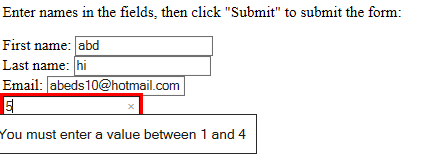 Enter names in the fields, then click "Submit" to submit the form:
First name: abd
Last name: hi
Email: abeds10@hotmail.com
5 ×
You must enter a value between 1 and 4